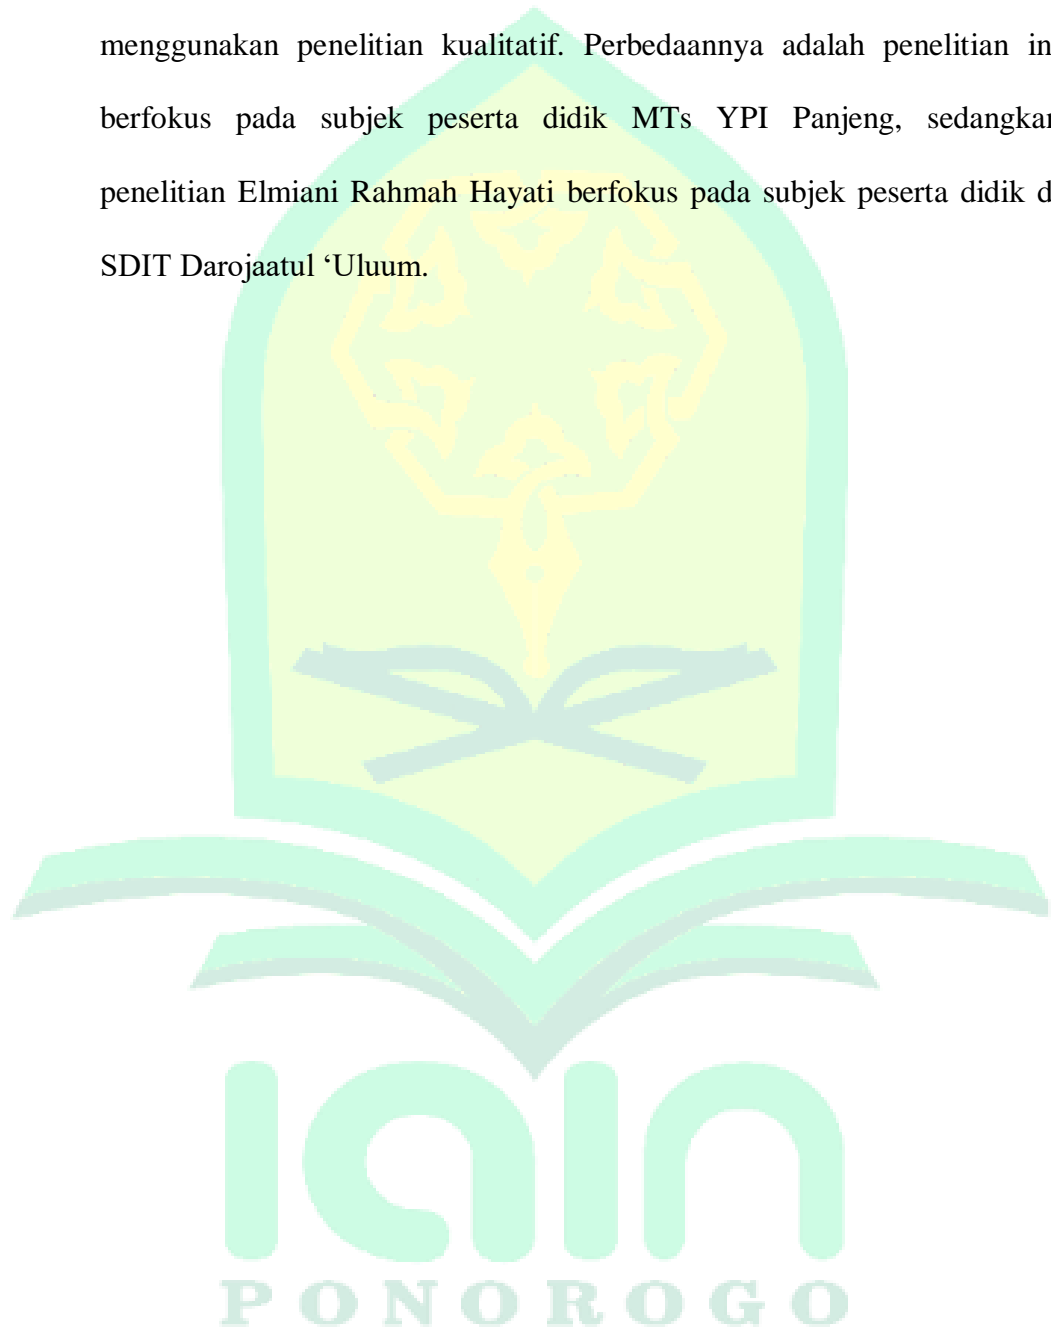 menggunakan penelitian kualitatif. Perbedaannya adalah penelitian in
berfokus pada subjek peserta didik MTs YPI Panjeng, sedangkan
penelitian Elmiani Rahmah Hayati berfokus pada subjek peserta didik d
SDIT Darojaatul ‘Uluum.
iain
PONOROGO